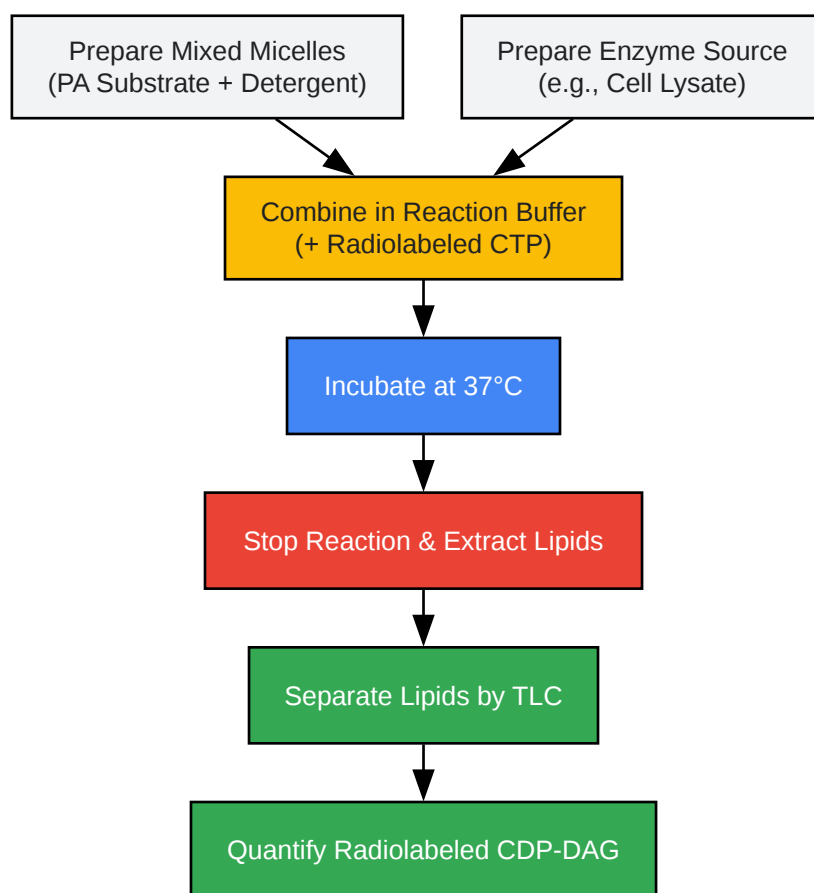 Prepare Mixed Micelles
(PA Substrate + Detergent)
Prepare Enzyme Source
(e.g., Cell Lysate)
Combine in Reaction Buffer
(+ Radiolabeled CTP)
Incubate at 37°C
Stop Reaction & Extract Lipids
Separate Lipids by TLC
Quantify Radiolabeled CDP-DAG